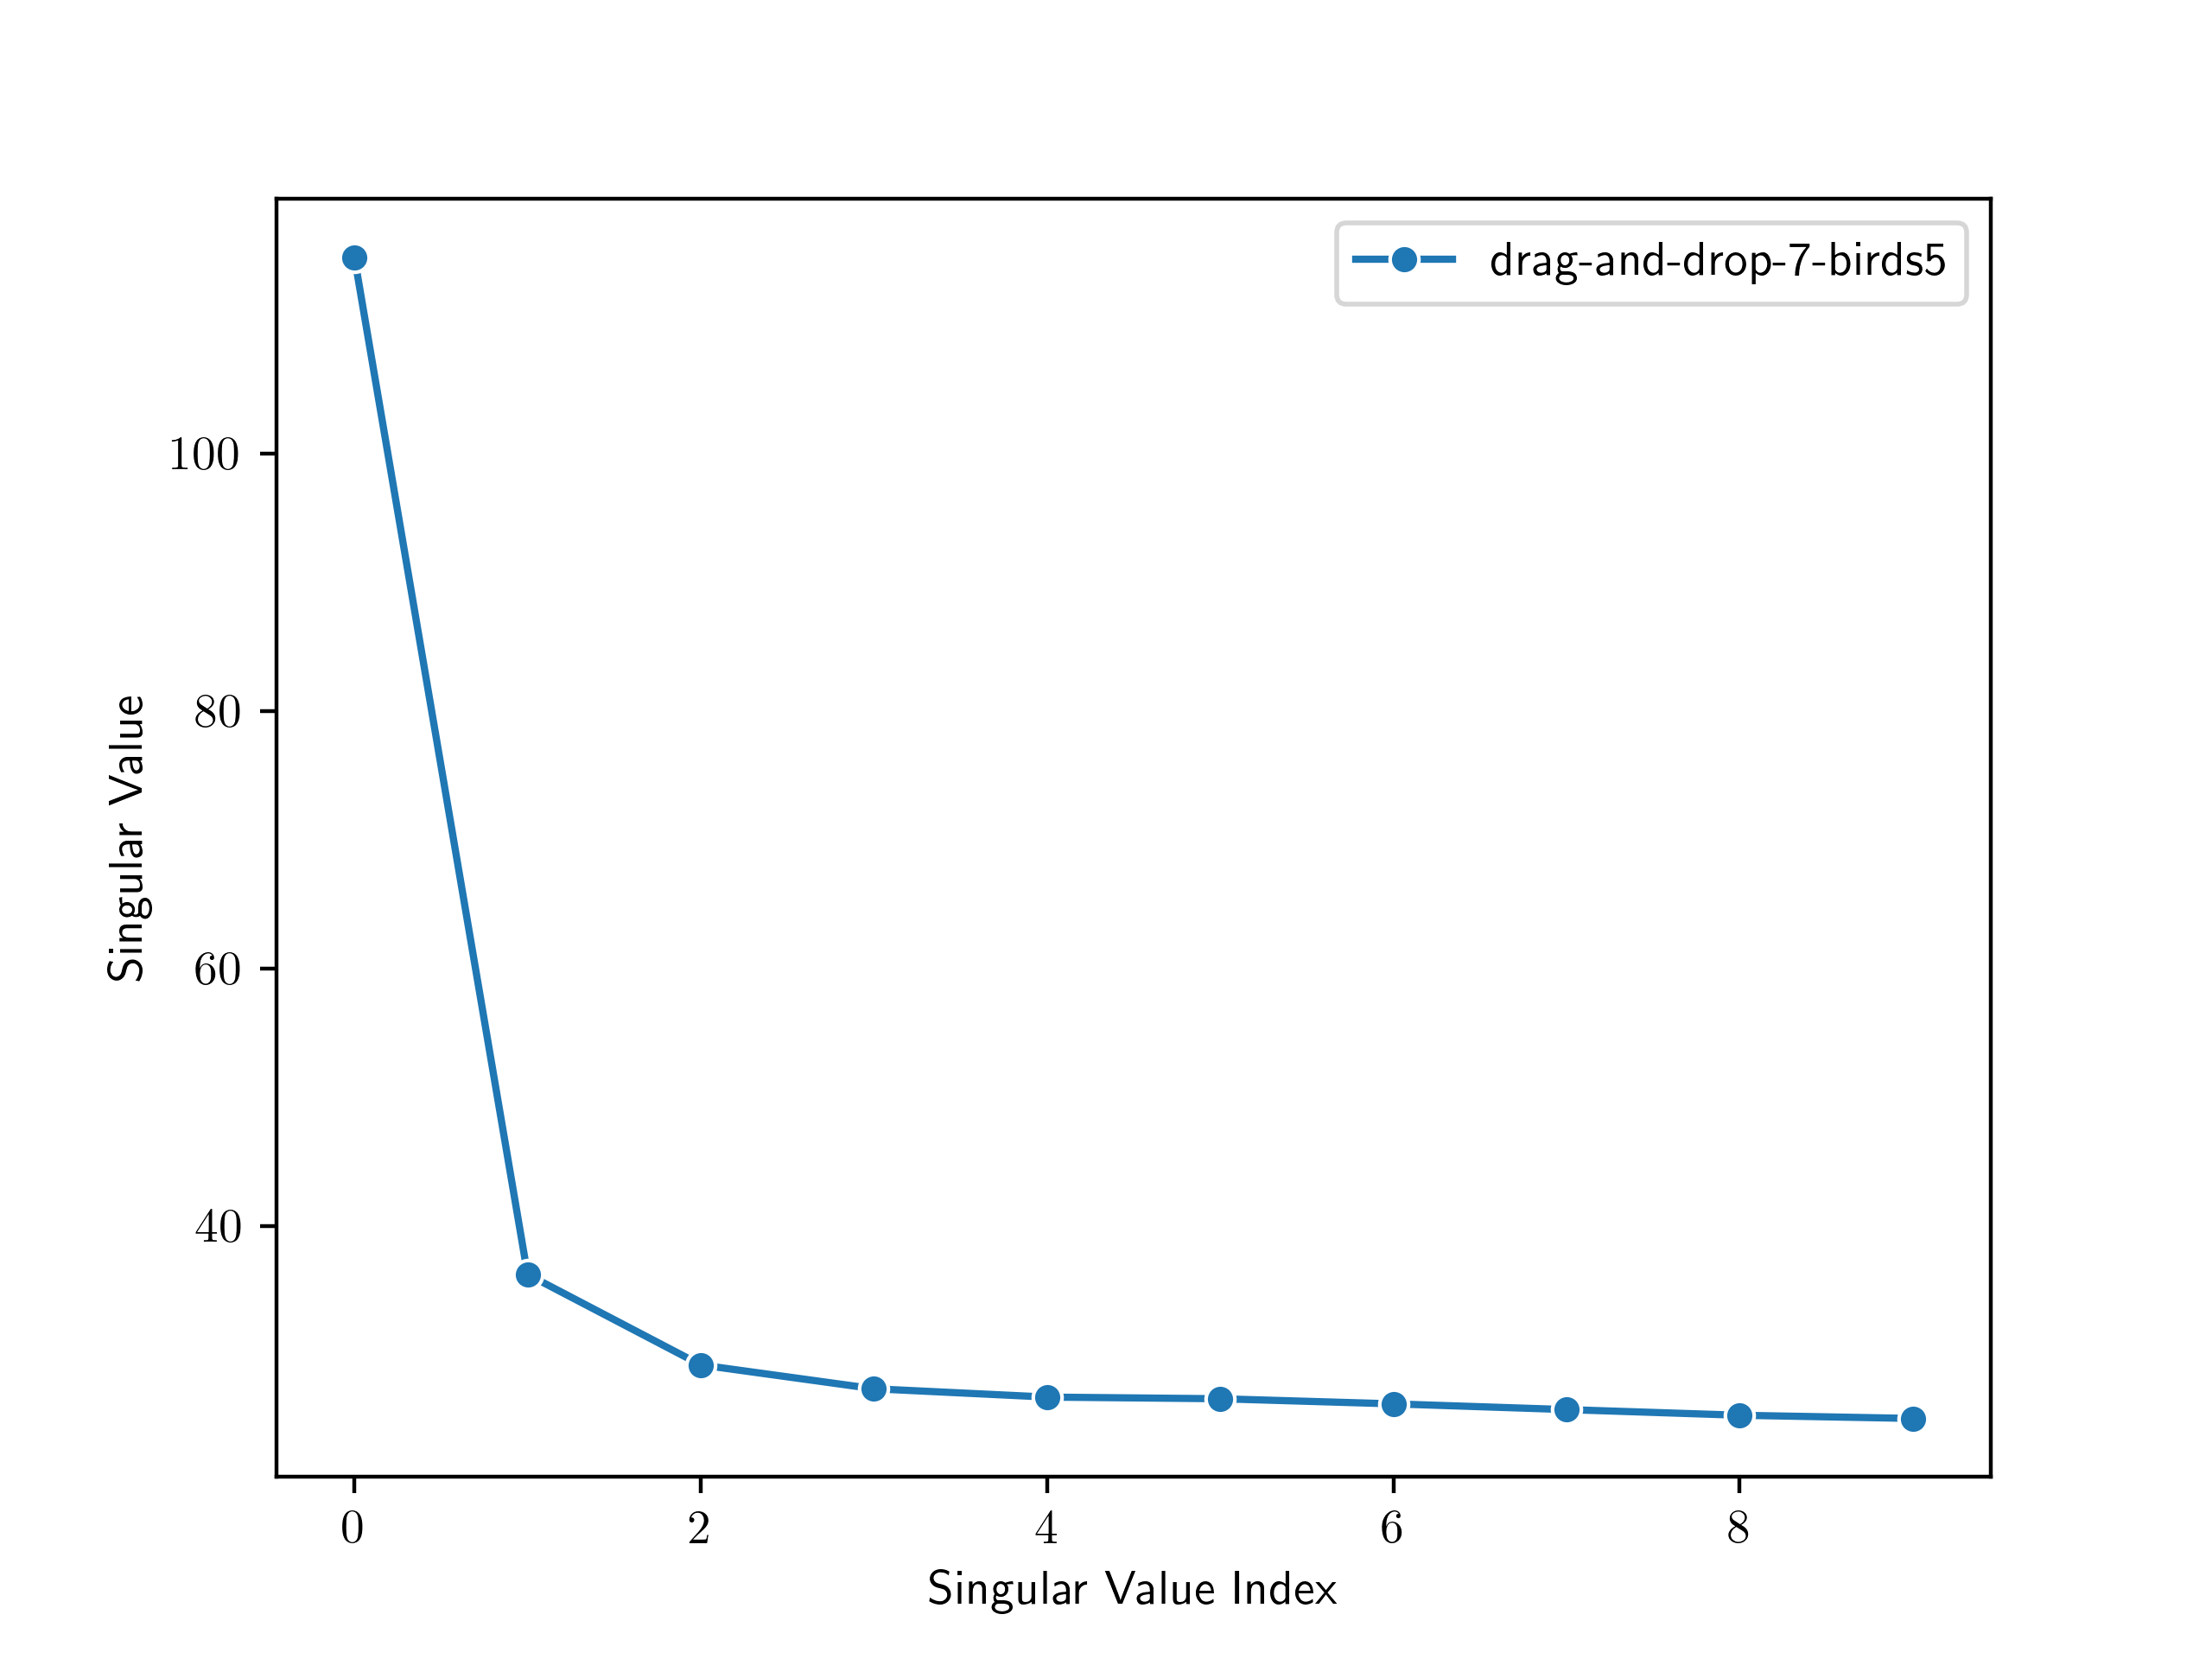 drag-and-drop-7-birds5
100
80
60
40
Singular Value
0 2 4 6 8
Singular Value Index